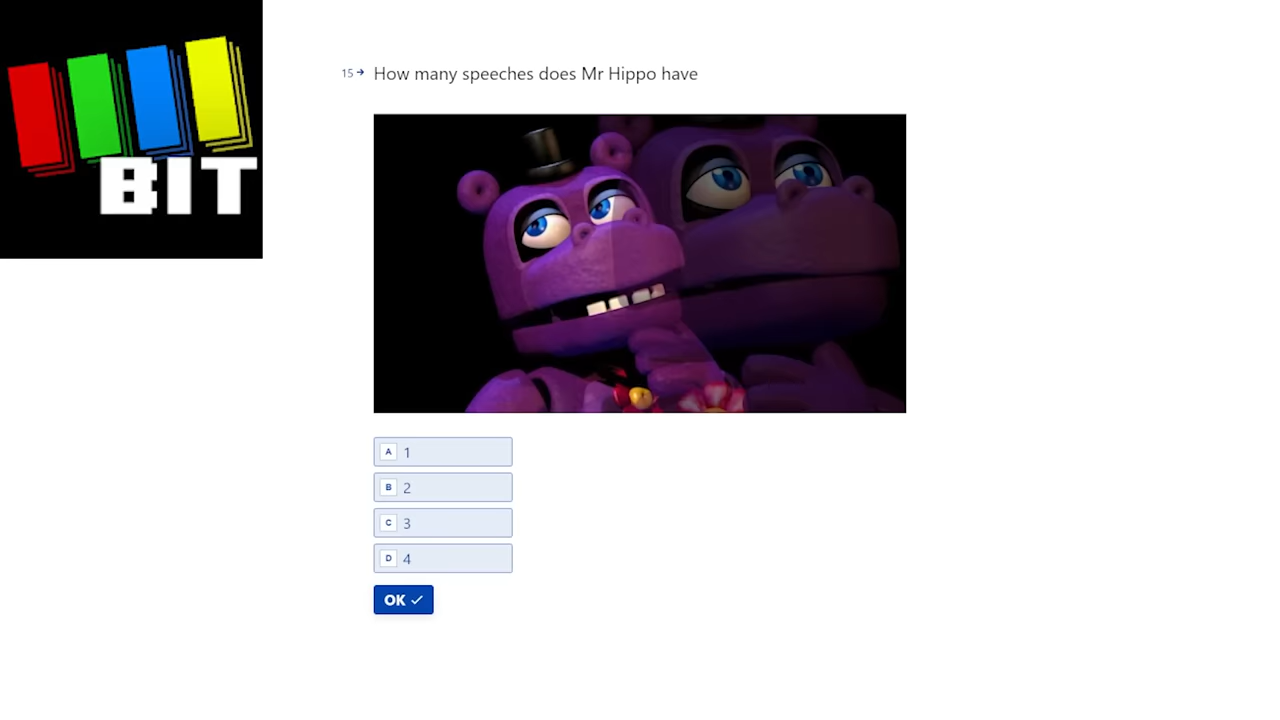 BIT
15→ How many speeches does Mr Hippo have
A 1
B 2
C 3
D 4
OK ✓